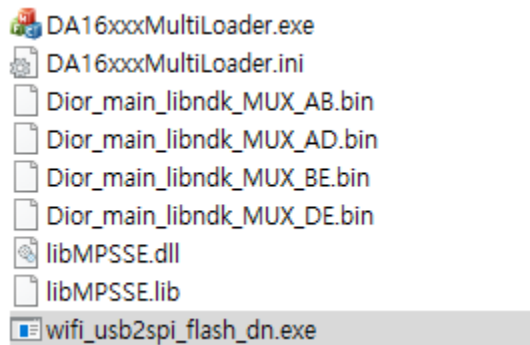 DA16xxxMultiLoader.exe
DA16xxxMultiLoader.ini
Dior_main_libndk_MUX_AB.bin
Dior_main_libndk_MUX_AD.bin
Dior_main_libndk_MUX_BE.bin
Dior_main_libndk_MUX_DE.bin
libMPSSE.dll
libMPSSE.lib
wifi_usb2spi_flash_dn.exe